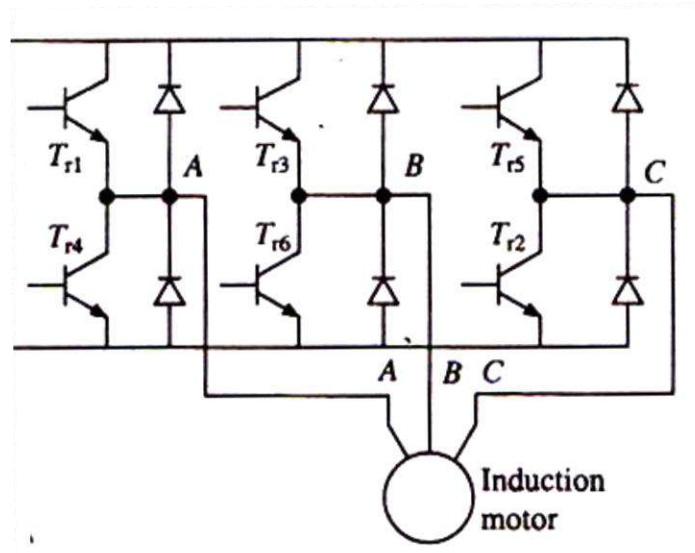 A
B
C
Tr1
Tr3
Tr5
Tr4
Tr6
Tr2
A
B
C
Induction
motor